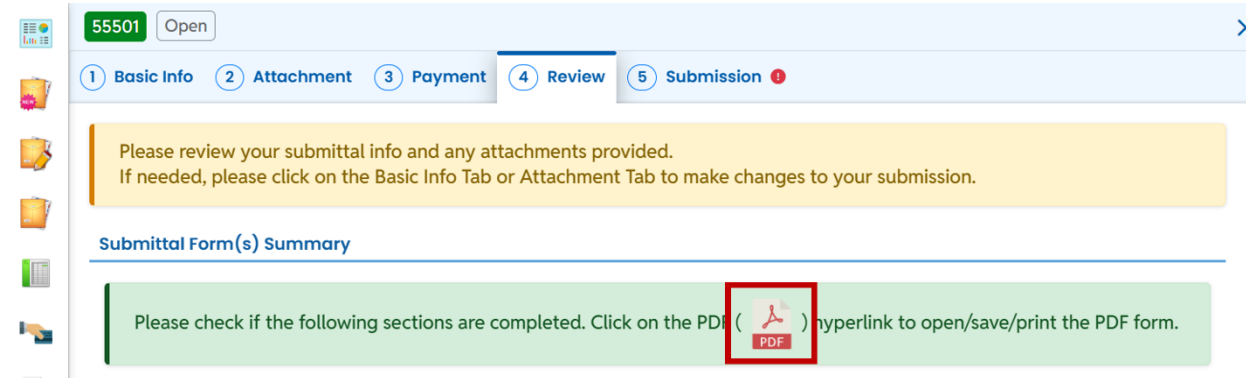 55501 Open
1 Basic Info 2 Attachment 3 Payment 4 Review 5 Submission
Please review your submittal info and any attachments provided.
If needed, please click on the Basic Info Tab or Attachment Tab to make changes to your submission.
Submittal Form(s) Summary
Please check if the following sections are completed. Click on the PDF ( PDF ) hyperlink to open/save/print the PDF form.
NEW